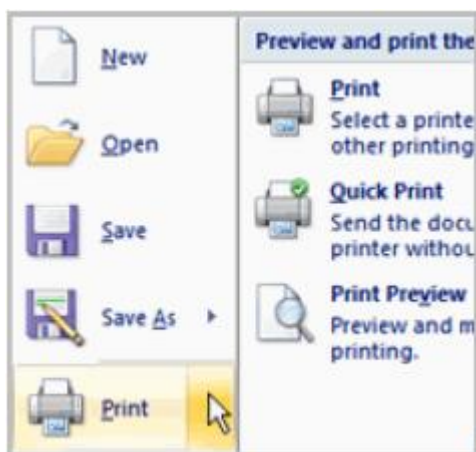 New
Open
Save
Save As
Print
Preview and print the
Print
Select a printe
other printing
Quick Print
Send the docu
printer withou
Print Preview
Preview and m
printing.